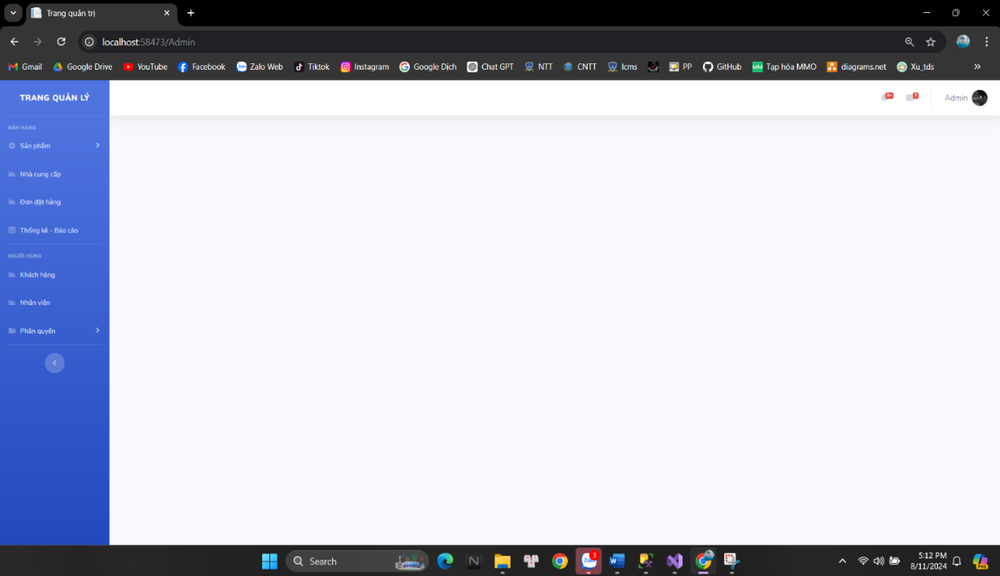 Trang quản trị
localhost:58473/Admin
Gmail Google Drive YouTube Facebook Zalo Web Tiktok Instagram Google Dịch Chat GPT NTT CNTT lcms PP GitHub Tạp hóa MMO diagrams.net Xu_tds
TRANG QUẢN LÝ
Admin
BÁN HÀNG
Sản phẩm
Nhà cung cấp
Đơn đặt hàng
Thống kê - Báo cáo
NGƯỜI DÙNG
Khách hàng
Nhân viên
Phân quyền
Search
3
5:12 PM
8/11/2024